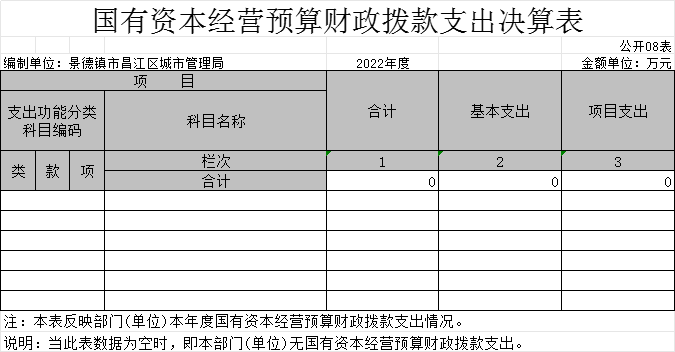 国有资本经营预算财政拨款支出决算表
公开08表
编制单位：景德镇市昌江区城市管理局 2022年度 金额单位：万元
项 目 合计 基本支出 项目支出
支出功能分类科目编码 科目名称
类 款 项 栏次 1 2 3
合计 0 0 0
注：本表反映部门(单位)本年度国有资本经营预算财政拨款支出情况。
说明：当此表数据为空时，即本部门(单位)无国有资本经营预算财政拨款支出。